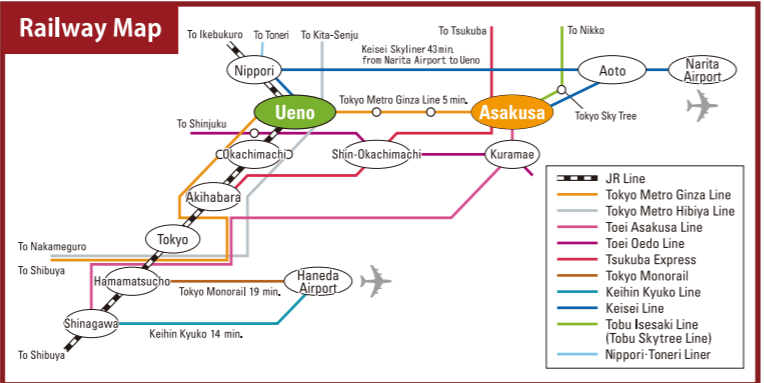 Railway Map
To Ikebukuro
To Toneri
To Kita-Senju
To Tsukuba
To Nikko
Keisei Skyliner 43min.
from Narita Airport to Ueno
Nippori
Aoto
Narita
Airport
Ueno
Tokyo Metro Ginza Line 5 min.
Asakusa
Tokyo Sky Tree
To Shinjuku
Okachimachi
Shin-Okachimachi
Kuramae
Akihabara
Tokyo
To Nakameguro
To Shibuya
Hamamatsucho
Tokyo Monorail 19 min.
Haneda
Airport
Shinagawa
Keihin Kyuko 14 min.
To Shibuya
JR Line
Tokyo Metro Ginza Line
Tokyo Metro Hibiya Line
Toei Asakusa Line
Toei Oedo Line
Tsukuba Express
Tokyo Monorail
Keihin Kyuko Line
Keisei Line
Tobu Isesaki Line
(Tobu Skytree Line)
Nippori-Toneri Liner